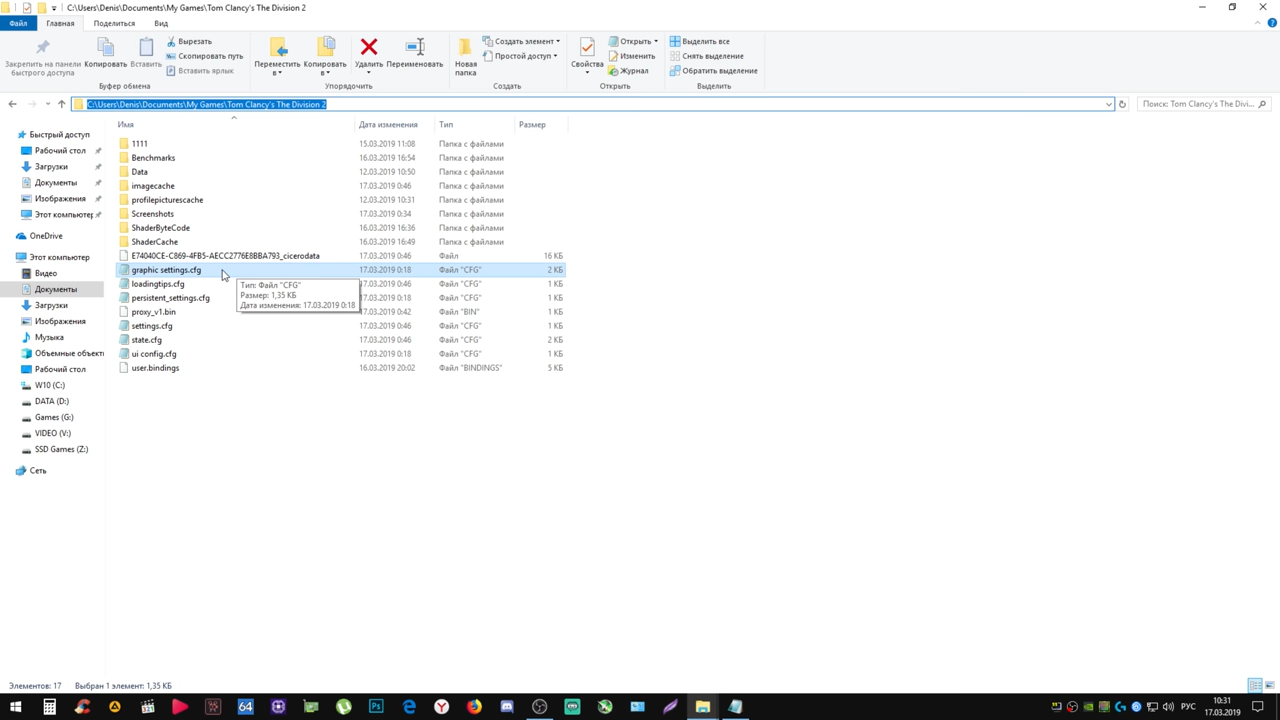 C:\Users\Denis\Documents\My Games\Tom Clancy's The Division 2
Файл
Главная
Поделиться
Вид
Закрепить на панели быстрого доступа
Копировать
Вставить
Вырезать
Скопировать путь
Вставить ярлык
Буфер обмена
Переместить в
Копировать в
Удалить
Переименовать
Упорядочить
Новая папка
Создать элемент
Простой доступ
Создать
Свойства
Открыть
Изменить
Журнал
Открыть
Выделить все
Снять выделение
Обратить выделение
Выделить
C:\Users\Denis\Documents\My Games\Tom Clancy's The Division 2
Поиск: Tom Clancy's The Divi...
Имя Дата изменения Тип Размер
1111 15.03.2019 11:08 Папка с файлами
Benchmarks 16.03.2019 16:54 Папка с файлами
Data 12.03.2019 10:50 Папка с файлами
imagecache 17.03.2019 0:46 Папка с файлами
profilepicturescache 12.03.2019 10:31 Папка с файлами
Screenshots 17.03.2019 0:34 Папка с файлами
ShaderByteCode 16.03.2019 16:36 Папка с файлами
ShaderCache 16.03.2019 16:49 Папка с файлами
E74040CE-C869-4FB5-AECC2776E8BBA793_cicerodata 17.03.2019 0:46 Файл 16 КБ
graphic settings.cfg 17.03.2019 0:18 Файл "CFG" 2 КБ
loadingtips.cfg 17.03.2019 0:46 Файл "CFG" 1 КБ
persistent_settings.cfg 17.03.2019 0:18 Файл "CFG" 1 КБ
proxy_v1.bin 17.03.2019 0:42 Файл "BIN" 1 КБ
settings.cfg 17.03.2019 0:46 Файл "CFG" 1 КБ
state.cfg 17.03.2019 0:46 Файл "CFG" 2 КБ
ui config.cfg 17.03.2019 0:18 Файл "CFG" 1 КБ
user.bindings 16.03.2019 20:02 Файл "BINDINGS" 5 КБ
Тип: Файл "CFG"
Размер: 1,35 КБ
Дата изменения: 17.03.2019 0:18
Быстрый доступ
Рабочий стол
Загрузки
Документы
Изображения
Этот компьютер
OneDrive
Этот компьютер
Видео
Документы
Загрузки
Изображения
Музыка
Объемные объекты
Рабочий стол
W10 (C:)
DATA (D:)
Games (G:)
VIDEO (V:)
SSD Games (Z:)
Сеть
Элементов: 17 Выбран 1 элемент: 1,35 КБ
64
Ps
РУС
10:31
17.03.2019